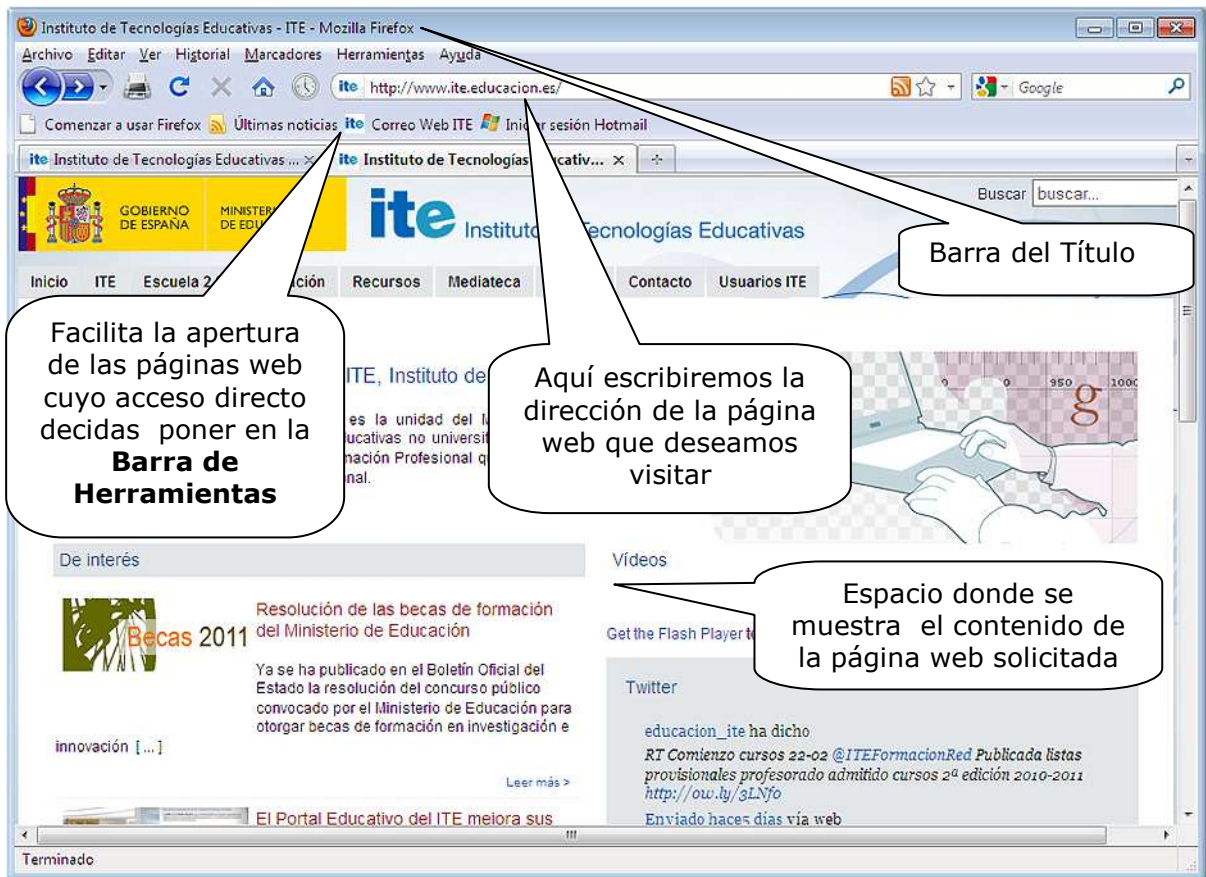 Instituto de Tecnologías Educativas - ITE - Mozilla Firefox
Archivo Editar Ver Historial Marcadores Herramientas Ayuda
ite http://www.ite.educacion.es/
Google
Comenzar a usar Firefox Últimas noticias ite Correo Web ITE Iniciar sesión Hotmail
ite Instituto de Tecnologías Educativas ... ite Instituto de Tecnologías Educativ...
Buscar buscar...
GOBIERNO
DE ESPAÑA
DE
ite Instituto Tecnologías Educativas
Barra del Título
Inicio ITE Escuela 2 Recursos Mediateca Contacto Usuarios ITE
Facilita la apertura
de las páginas web
cuyo acceso directo
decidas poner en la
Barra de
Herramientas
ITE, Instituto de
es la unidad del
no
Profesional
Aquí escribiremos la
dirección de la página
web que deseamos
visitar
0 0 950 1000
g
De interés
Becas 2011
Resolución de las becas de formación
del Ministerio de Educación
Ya se ha publicado en el Boletín Oficial del
Estado la resolución del concurso público
convocado por el Ministerio de Educación para
otorgar becas de formación en investigación e
innovación [...]
Leer más >
El Portal Educativo del ITE mejora sus
Vídeos
Espacio donde se
muestra el contenido de
la página web solicitada
Get the Flash Player
Twitter
educacion_ite ha dicho
RT Comienzo cursos 22-02 @ITEFormacionRed Publicada listas
provisionales profesorado admitido cursos 2ª edición 2010-2011
http://ow.ly/3LNfo
Enviado hace5 días vía web
Terminado